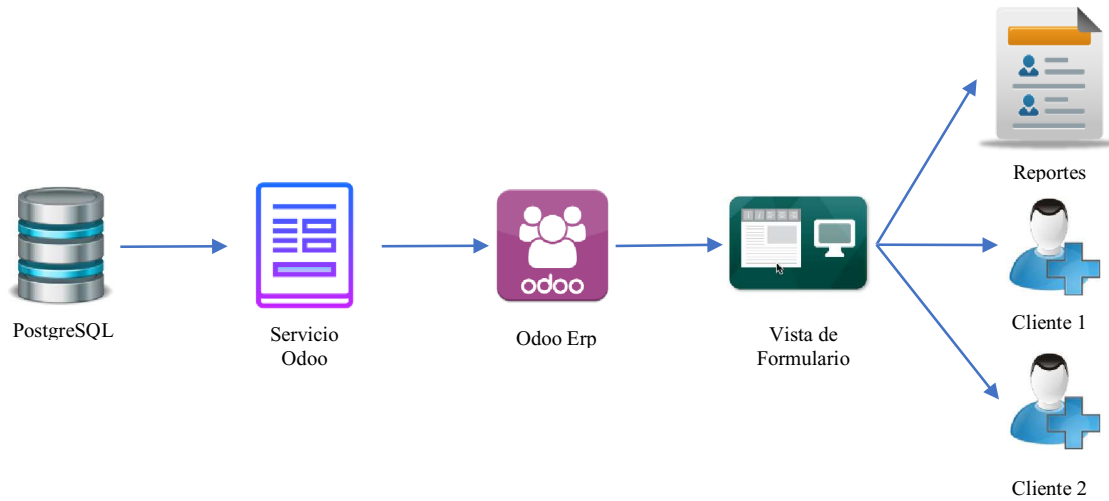 Reportes
PostgreSQL
Servicio
Odoo
odoo
Odoo Erp
Vista de
Formulario
Cliente 1
Cliente 2